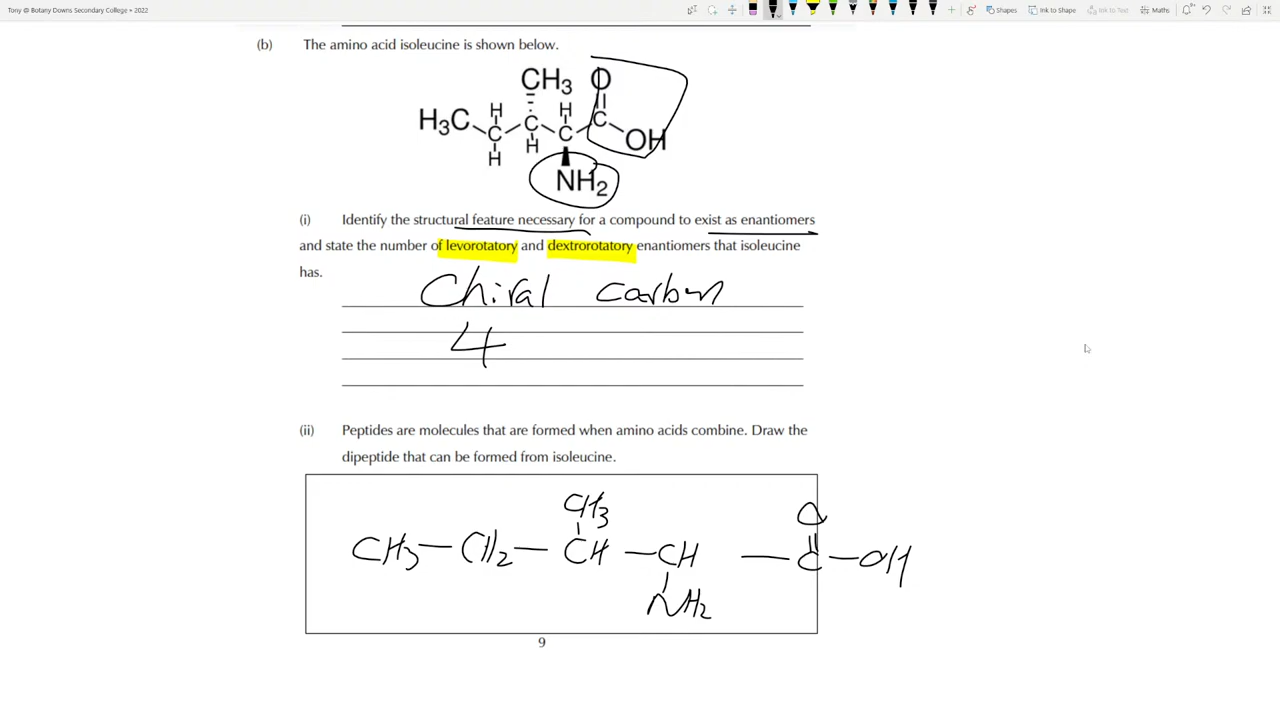 Tony @ Botany Downs Secondary College • 2022
Shapes Ink to Shape Ink to Text Maths
(b) The amino acid isoleucine is shown below.
CH3 O
H3C C H H C H C H C OH
NH2
(i) Identify the structural feature necessary for a compound to exist as enantiomers
and state the number of levorotatory and dextrorotatory enantiomers that isoleucine
has.
Chiral carbon
4
(ii) Peptides are molecules that are formed when amino acids combine. Draw the
dipeptide that can be formed from isoleucine.
CH3 O
CH3 — CH2 — CH — CH — C — OH
NH2
9